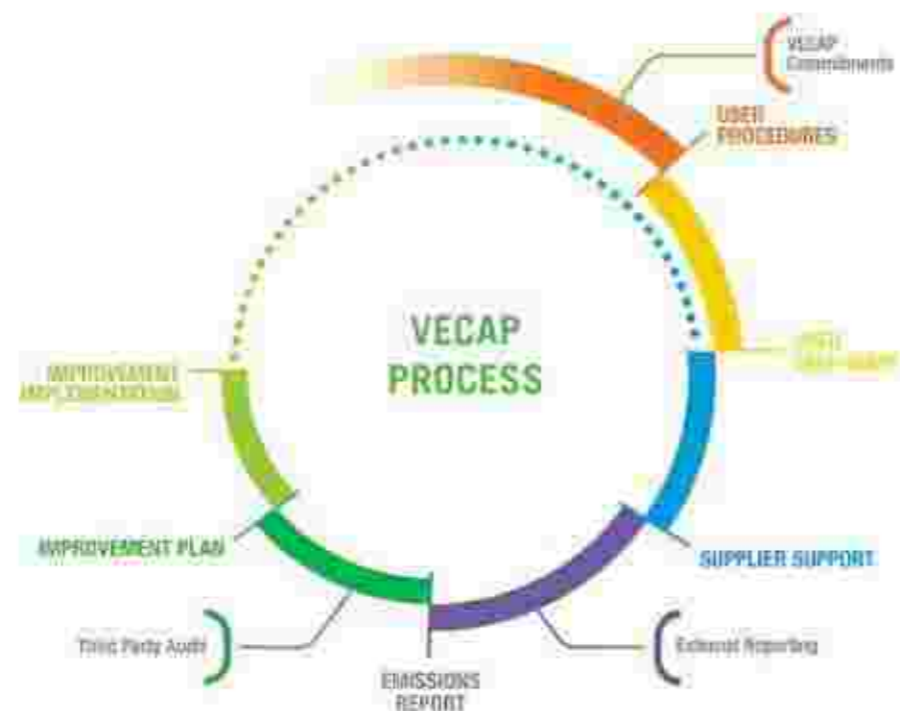 VECAP
Commitments
USER
PROCEDURES
VECAP
PROCESS
IMPROVEMENT
IMPLEMENTATION
IMPROVEMENT PLAN
SUPPLIER SUPPORT
Third Party Audit
External Reporting
EMISSIONS
REPORT